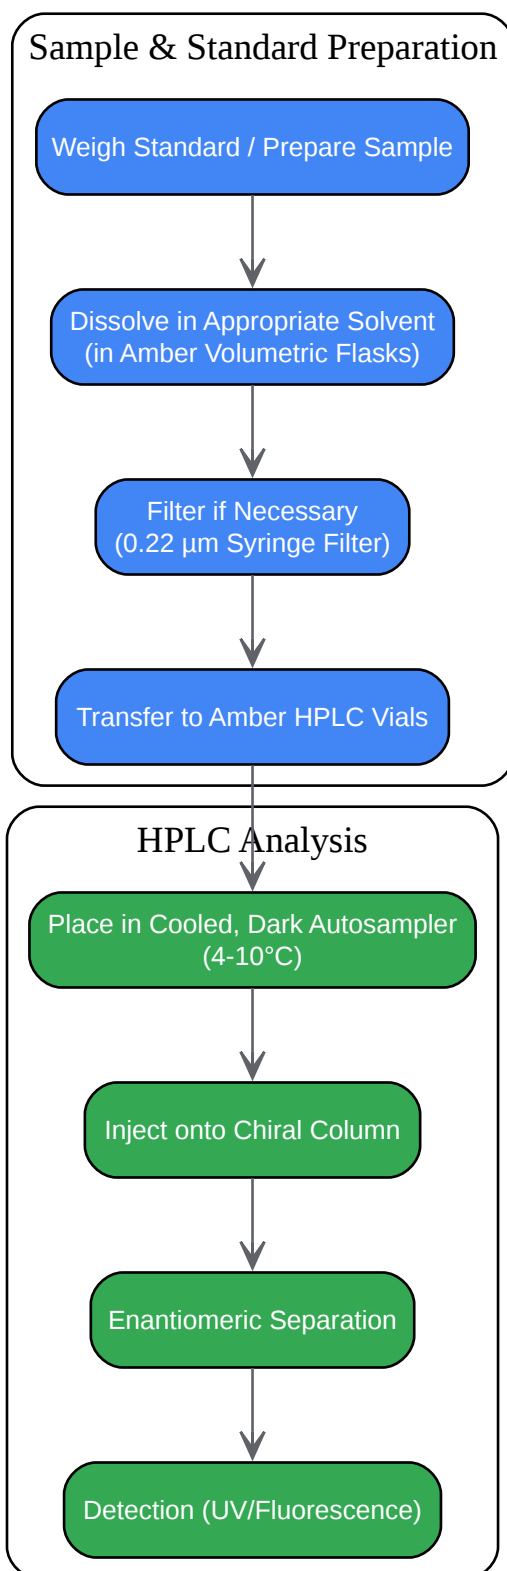 Sample & Standard Preparation
Weigh Standard / Prepare Sample
Dissolve in Appropriate Solvent
(in Amber Volumetric Flasks)
Filter if Necessary
(0.22 µm Syringe Filter)
Transfer to Amber HPLC Vials
HPLC Analysis
Place in Cooled, Dark Autosampler
(4-10°C)
Inject onto Chiral Column
Enantiomeric Separation
Detection (UV/Fluorescence)